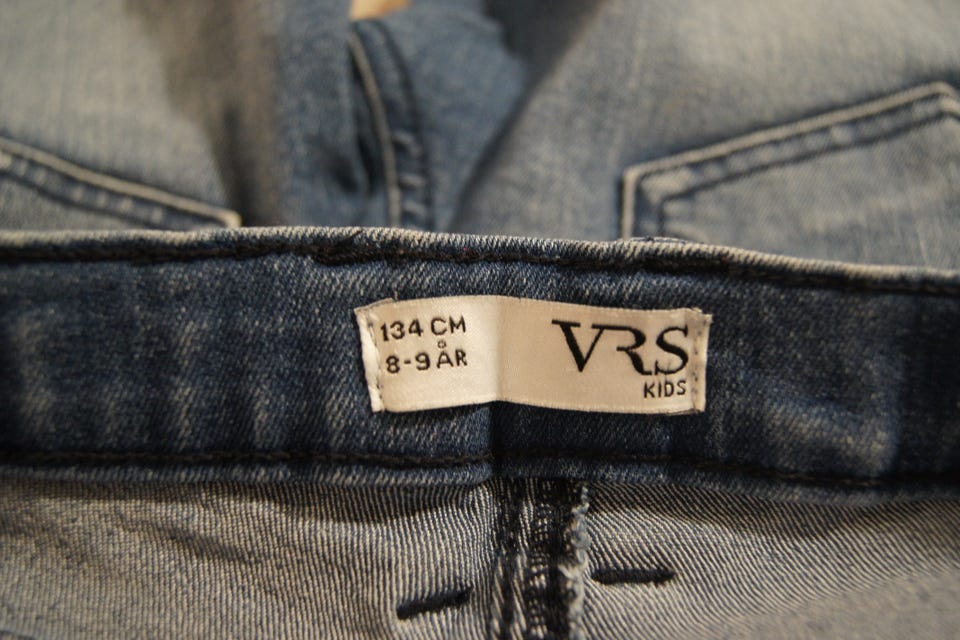 134 CM
8-9 ÅR
VRS
KIDS